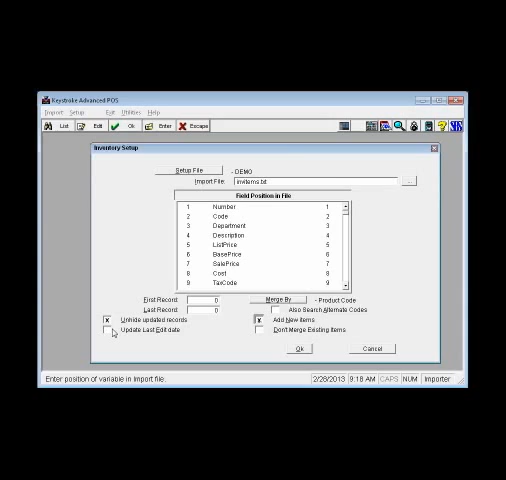 Keystroke Advanced POS
Import Setup Exit Utilities Help
List Edit Ok Enter Escape
Inventory Setup
Setup File - DEMO
Import File: invitems.txt ...
Field Position in File
1 Number 1
2 Code 2
3 Department 3
4 Description 4
5 ListPrice 5
6 BasePrice 6
7 SalePrice 7
8 Cost 8
9 TaxCode 9
First Record 0 Merge By - Product Code
Last Record 0 Also Search Alternate Codes
x Unhide updated records x Add New items
Update Last Edit date Don't Merge Existing Items
Ok Cancel
Enter position of variable in Import file. 2/28/2013 9:18 AM CAPS NUM Importer